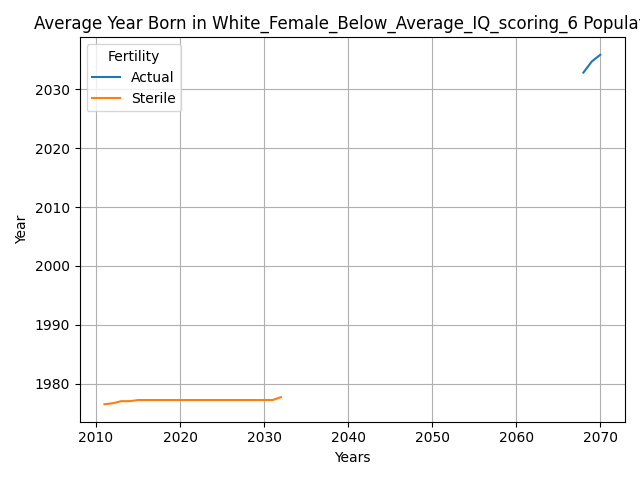 Average Year Born in White_Female_Below_Average_IQ_scoring_6 Populat
Fertility
Actual
Sterile
2030
2020
2010
2000
1990
1980
Year
2010 2020 2030 2040 2050 2060 2070
Years